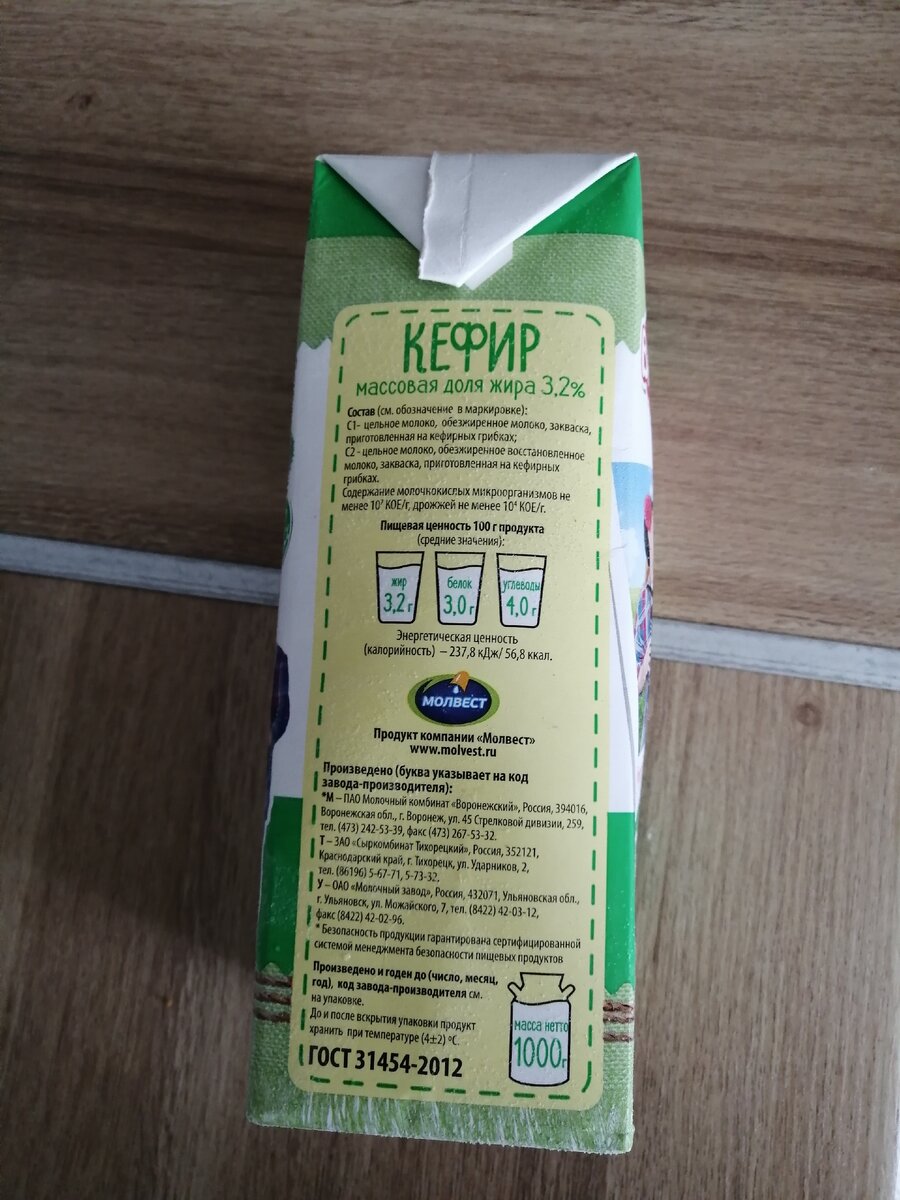 КЕФИР
массовая доля жира 3,2%
Состав (см. обозначение в маркировке):
С1- цельное молоко, обезжиренное молоко, закваска,
приготовленная на кефирных грибках;
С2 - цельное молоко, обезжиренное восстановленное
молоко, закваска, приготовленная на кефирных
грибках.
Содержание молочнокислых микроорганизмов не
менее 10⁷ КОЕ/г, дрожжей не менее 10⁴ КОЕ/г.
Пищевая ценность 100 г продукта
(средние значения):
жир белок углеводы
3,2 г 3,0 г 4,0 г
Энергетическая ценность
(калорийность) – 237,8 кДж/ 56,8 ккал.
МОЛВЕСТ
Продукт компании «Молвест»
www.molvest.ru
Произведено (буква указывает на код
завода-производителя):
*М – ПАО Молочный комбинат «Воронежский», Россия, 394016,
Воронежская обл., г. Воронеж, ул. 45 Стрелковой дивизии, 259,
тел. (473) 242-53-39, факс (473) 267-53-32.
Т – ЗАО «Сыркомбинат Тихорецкий», Россия, 352121,
Краснодарский край, г. Тихорецк, ул. Ударников, 2,
тел. (86196) 5-67-71, 5-73-32.
У – ОАО «Молочный завод», Россия, 432071, Ульяновская обл.,
г. Ульяновск, ул. Можайского, 7, тел. (8422) 42-03-12,
факс (8422) 42-02-96.
* Безопасность продукции гарантирована сертифицированной
системой менеджмента безопасности пищевых продуктов
Произведено и годен до (число, месяц,
год), код завода-производителя см.
на упаковке.
До и после вскрытия упаковки продукт
хранить при температуре (4±2) ºС.
ГОСТ 31454-2012
масса нетто
1000г